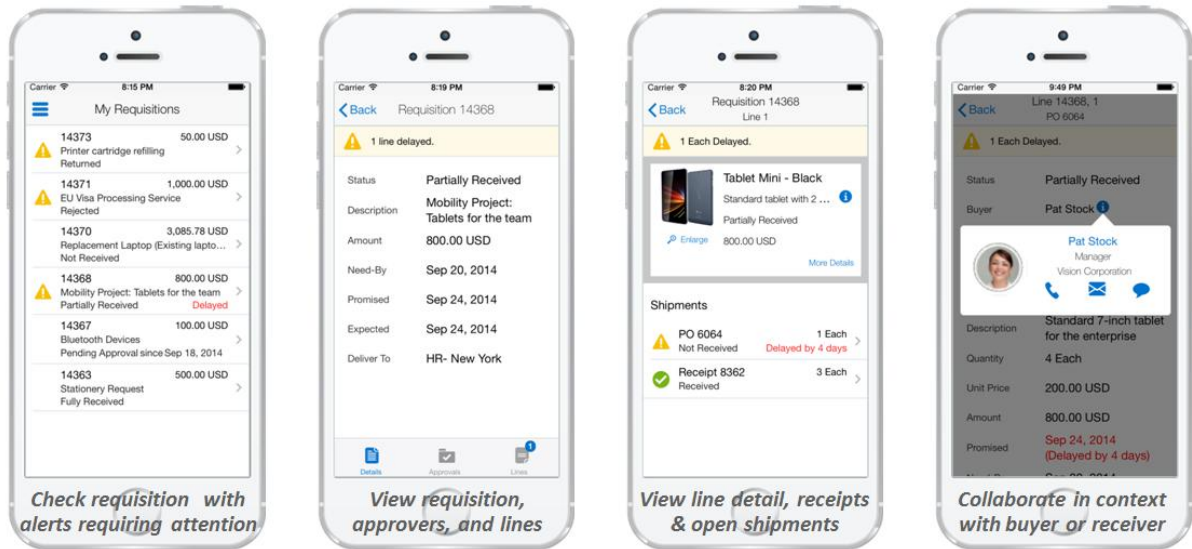 Carrier 8:15 PM
My Requisitions
14373 50.00 USD
Printer cartridge refilling
Returned
14371 1,000.00 USD
EU Visa Processing Service
Rejected
14370 3,085.78 USD
Replacement Laptop (Existing lapto...
Not Received
14368 800.00 USD
Mobility Project: Tablets for the team
Partially Received Delayed
14367 100.00 USD
Bluetooth Devices
Pending Approval since Sep 18, 2014
14363 500.00 USD
Stationery Request
Fully Received
Check requisition with
alerts requiring attention
Carrier 8:19 PM
Back Requisition 14368
1 line delayed.
Status Partially Received
Description Mobility Project:
Tablets for the team
Amount 800.00 USD
Need-By Sep 20, 2014
Promised Sep 24, 2014
Expected Sep 24, 2014
Deliver To HR- New York
1
Details Approvals Lines
View requisition,
approvers, and lines
Carrier 8:20 PM
Back Requisition 14368
Line 1
1 Each Delayed.
Tablet Mini - Black
Standard tablet with 2 ...
Partially Received
Enlarge 800.00 USD
More Details
Shipments
PO 6064 1 Each
Not Received Delayed by 4 days
Receipt 8362 3 Each
Received
View line detail, receipts
& open shipments
Carrier 9:49 PM
Back Line 14368, 1
PO 6064
1 Each Delayed.
Status Partially Received
Buyer Pat Stock
Pat Stock
Manager
Vision Corporation
Description Standard 7-inch tablet
for the enterprise
Quantity 4 Each
Unit Price 200.00 USD
Amount 800.00 USD
Promised Sep 24, 2014
(Delayed by 4 days)
Collaborate in context
with buyer or receiver